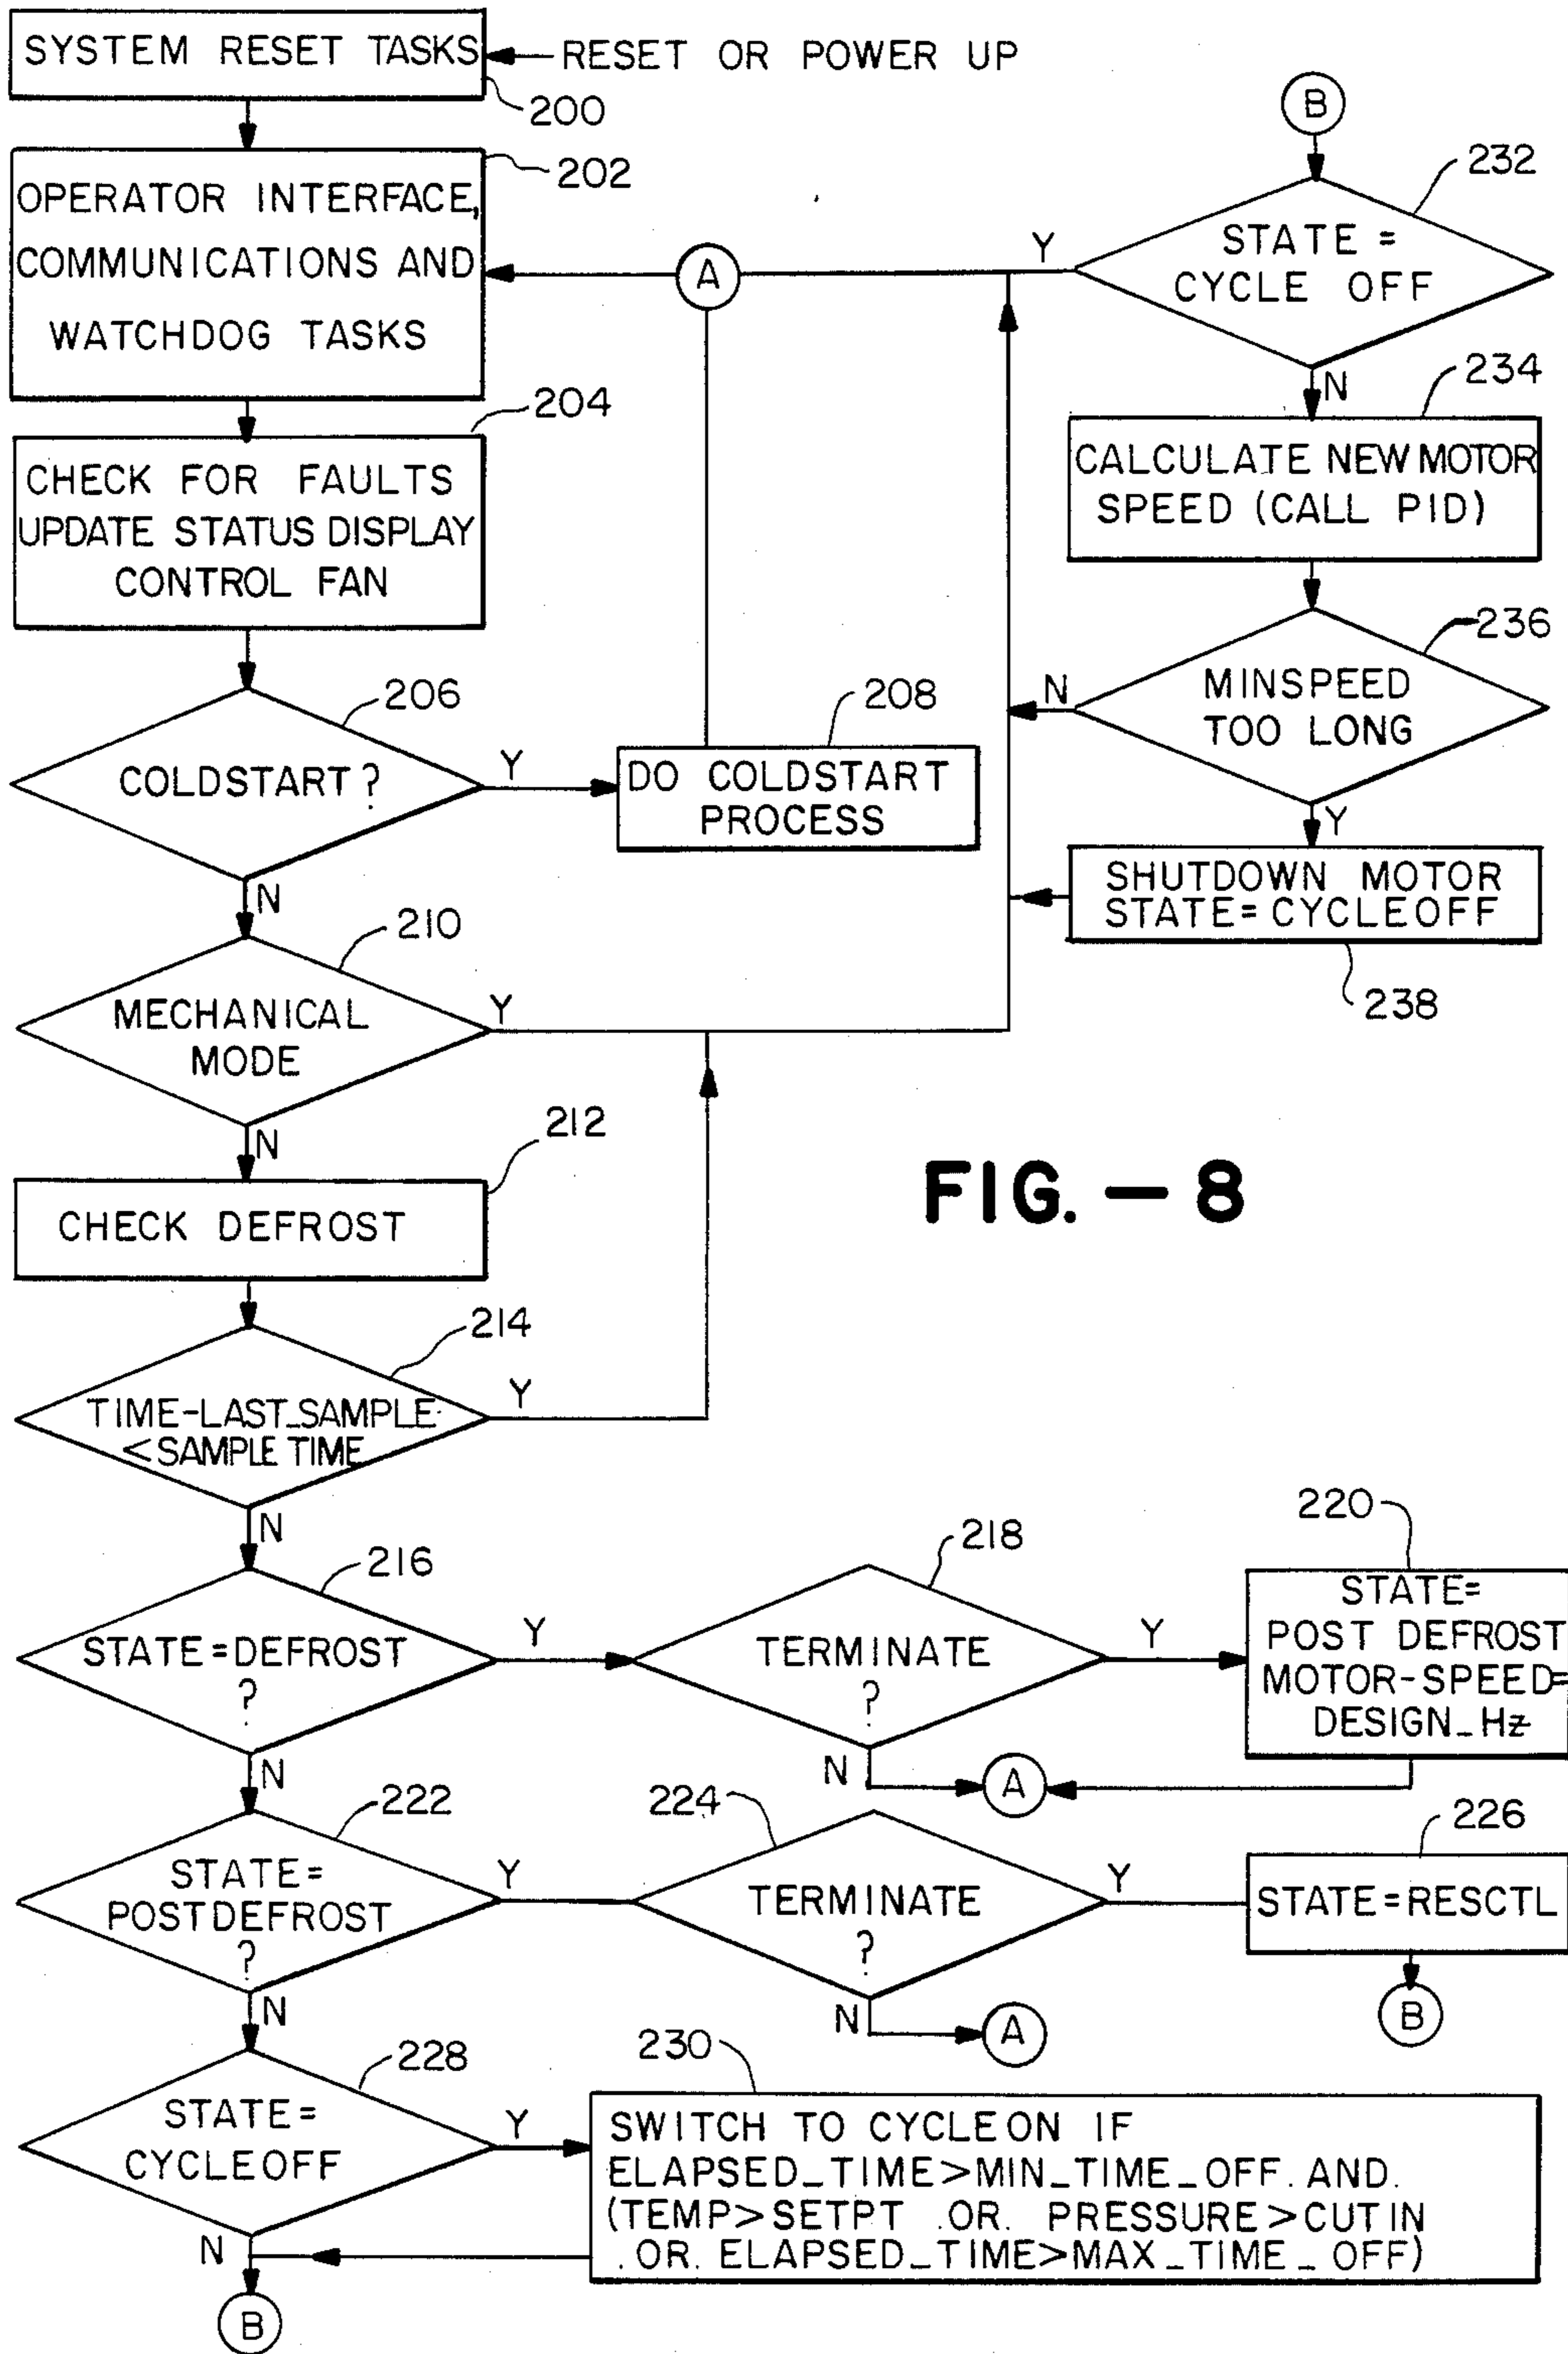 SYSTEM RESET TASKS
RESET OR POWER UP
200
OPERATOR INTERFACE,
COMMUNICATIONS AND
WATCHDOG TASKS
202
CHECK FOR FAULTS
UPDATE STATUS DISPLAY
CONTROL FAN
204
COLDSTART?
206
Y
N
DO COLDSTART
PROCESS
208
A
MECHANICAL
MODE
210
Y
N
CHECK DEFROST
212
TIME-LAST_SAMPLE
<SAMPLE TIME
214
Y
N
STATE=DEFROST
?
216
Y
N
TERMINATE
?
218
Y
N
A
STATE=
POST DEFROST
MOTOR-SPEED=
DESIGN_Hz
220
STATE=
POSTDEFROST
?
222
Y
N
TERMINATE
?
224
Y
N
A
STATE=RESCTL
226
B
STATE=
CYCLEOFF
228
Y
N
SWITCH TO CYCLEON IF
ELAPSED_TIME>MIN_TIME_OFF.AND.
(TEMP>SETPT .OR. PRESSURE>CUTIN
.OR. ELAPSED_TIME>MAX_TIME_OFF)
230
B
B
STATE =
CYCLE OFF
232
Y
N
CALCULATE NEW MOTOR
SPEED (CALL PID)
234
MINSPEED
TOO LONG
236
N
Y
SHUTDOWN MOTOR
STATE=CYCLEOFF
238
FIG. - 8